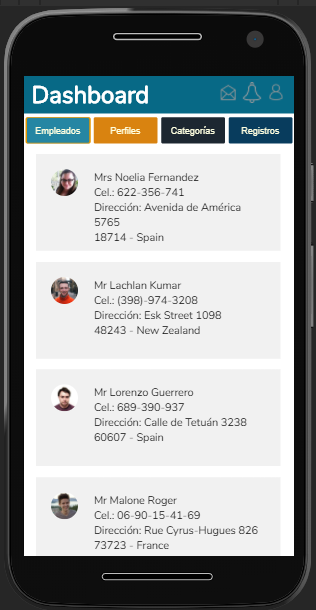 Dashboard
Empleados Perfiles Categorías Registros
Mrs Noelia Fernandez
Cel.: 622-356-741
Dirección: Avenida de América
5765
18714 - Spain
Mr Lachlan Kumar
Cel.: (398)-974-3208
Dirección: Esk Street 1098
48243 - New Zealand
Mr Lorenzo Guerrero
Cel.: 689-390-937
Dirección: Calle de Tetuán 3238
60607 - Spain
Mr Malone Roger
Cel.: 06-90-15-41-69
Dirección: Rue Cyrus-Hugues 826
73723 - France